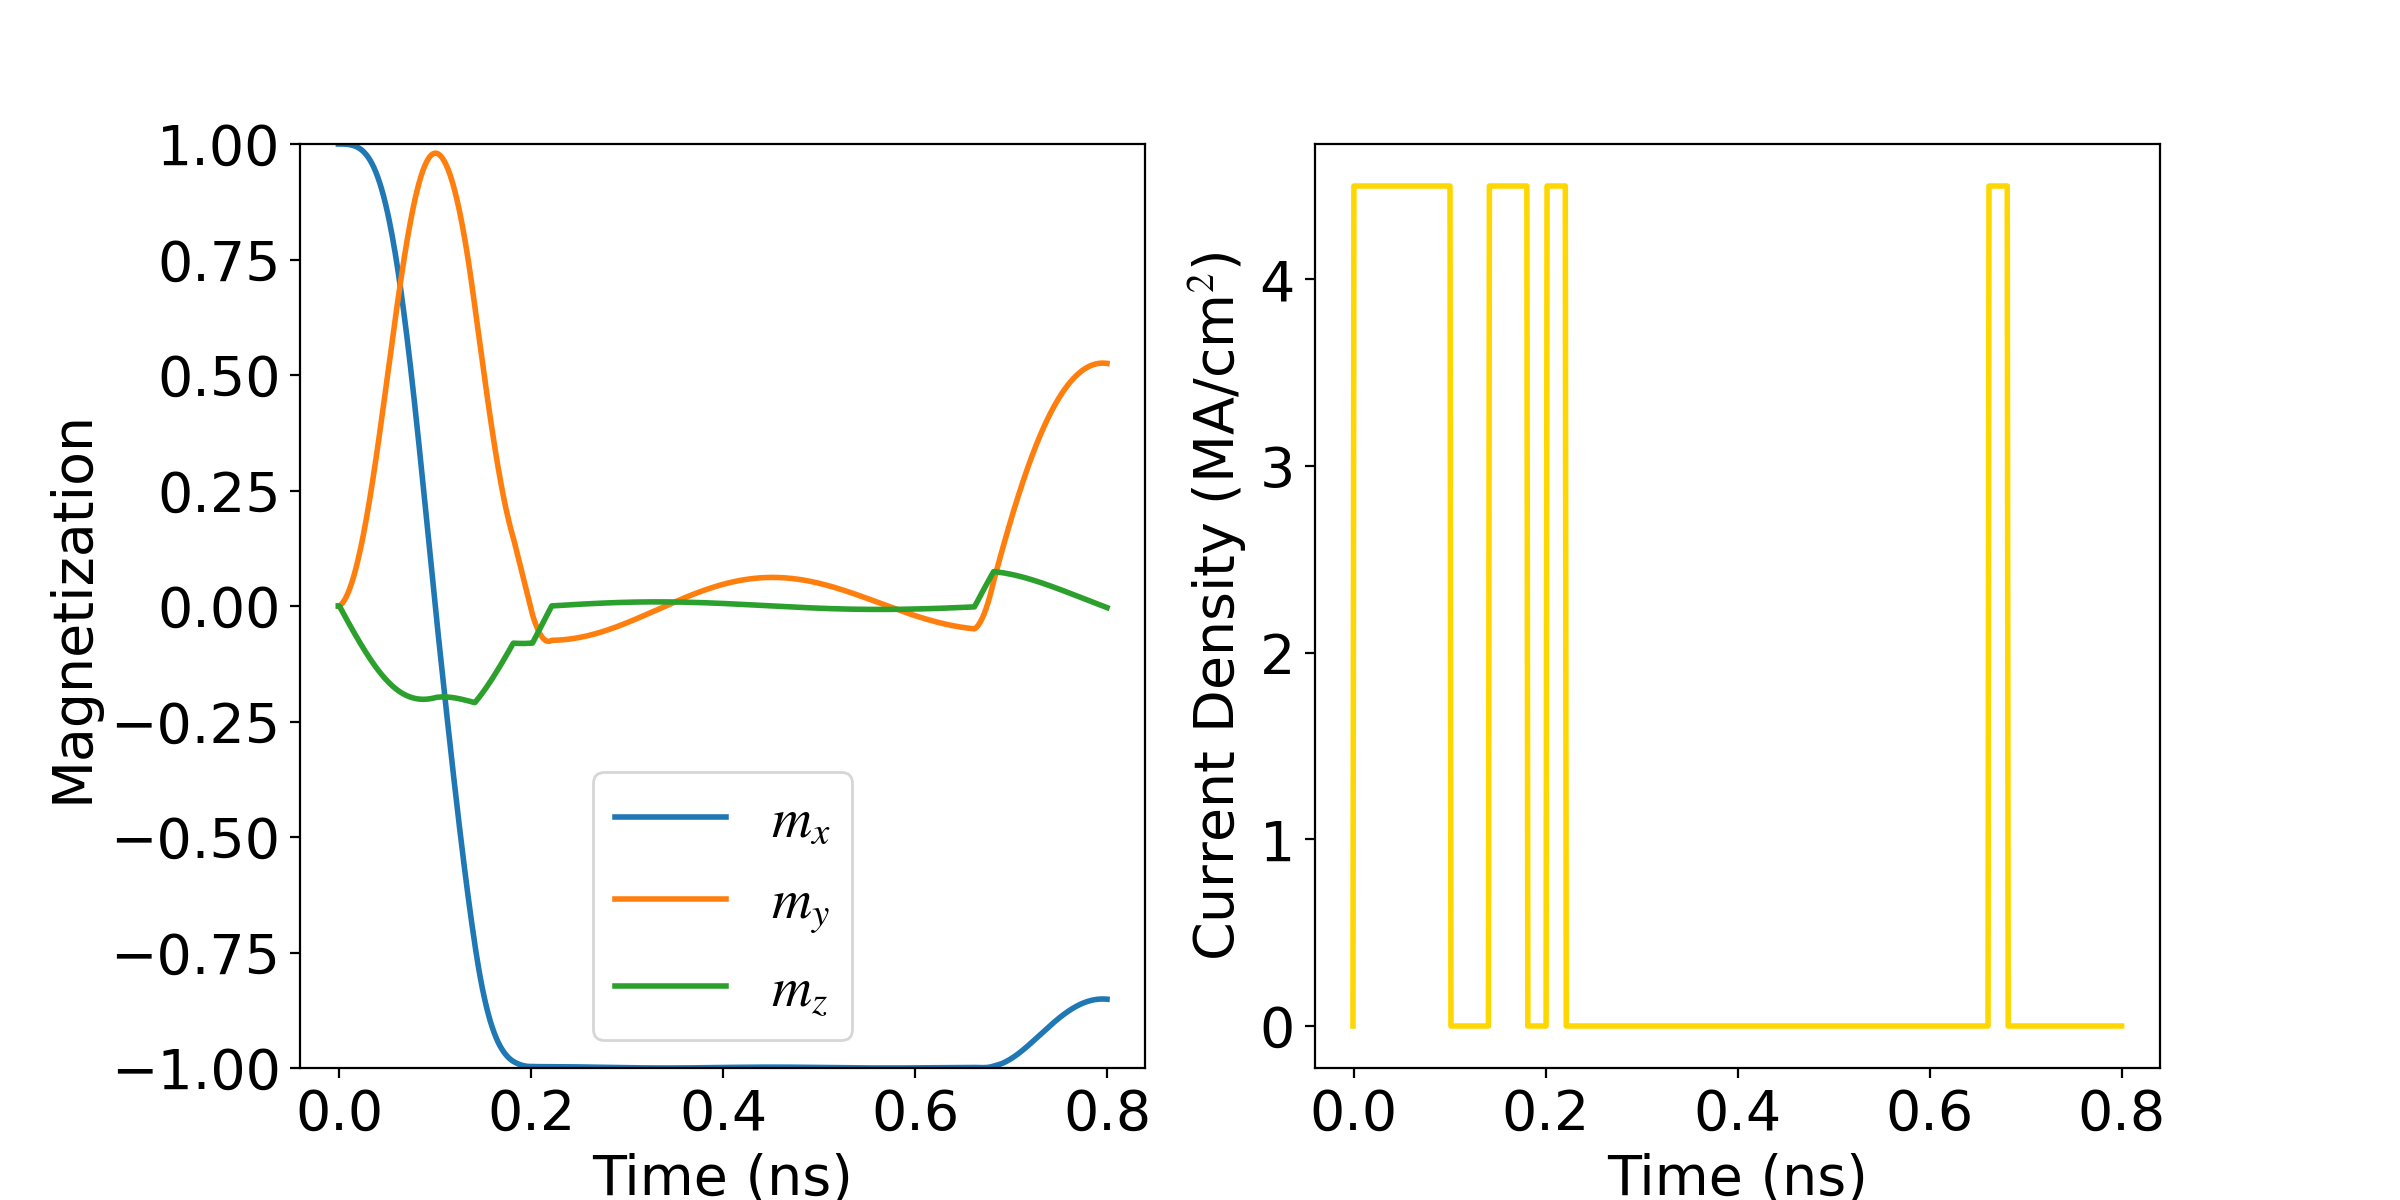 Magnetization
1.00
0.75
0.50
0.25
0.00
−0.25
−0.50
−0.75
−1.00
0.0 0.2 0.4 0.6 0.8
Time (ns)
m_x
m_y
m_z
Current Density (MA/cm²)
4
3
2
1
0
0.0 0.2 0.4 0.6 0.8
Time (ns)